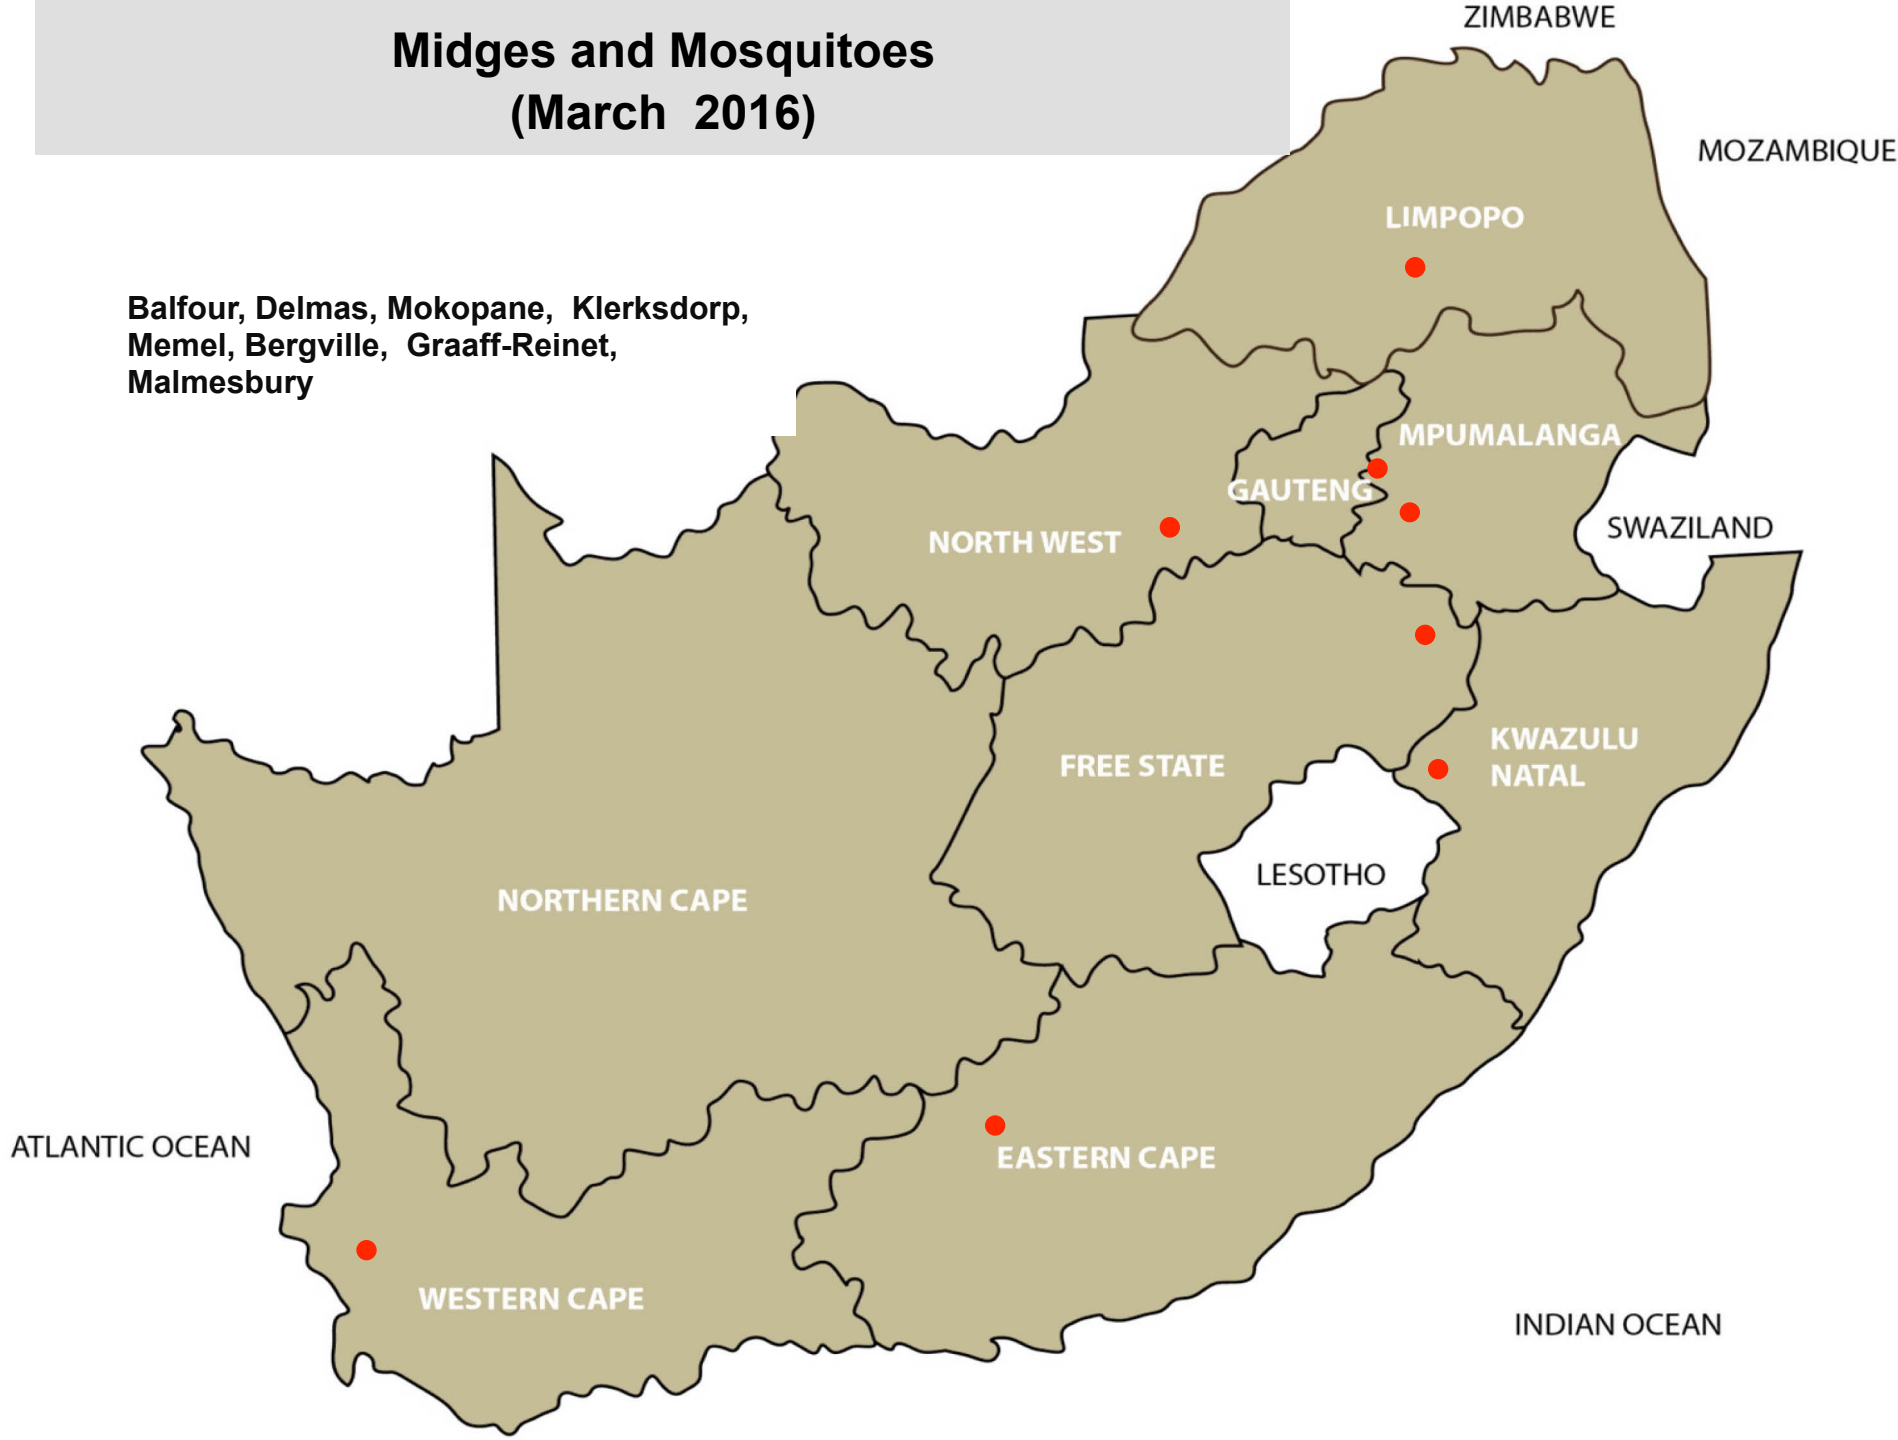 Midges and Mosquitoes
(March  2016)
ZIMBABWE
MOZAMBIQUE
LIMPOPO
Balfour, Delmas, Mokopane,  Klerksdorp,
Memel, Bergville,  Graaff-Reinet,
Malmesbury
MPUMALANGA
GAUTENG
SWAZILAND
NORTH WEST
KWAZULU
NATAL
FREE STATE
LESOTHO
NORTHERN CAPE
ATLANTIC OCEAN
EASTERN CAPE
WESTERN CAPE
INDIAN OCEAN